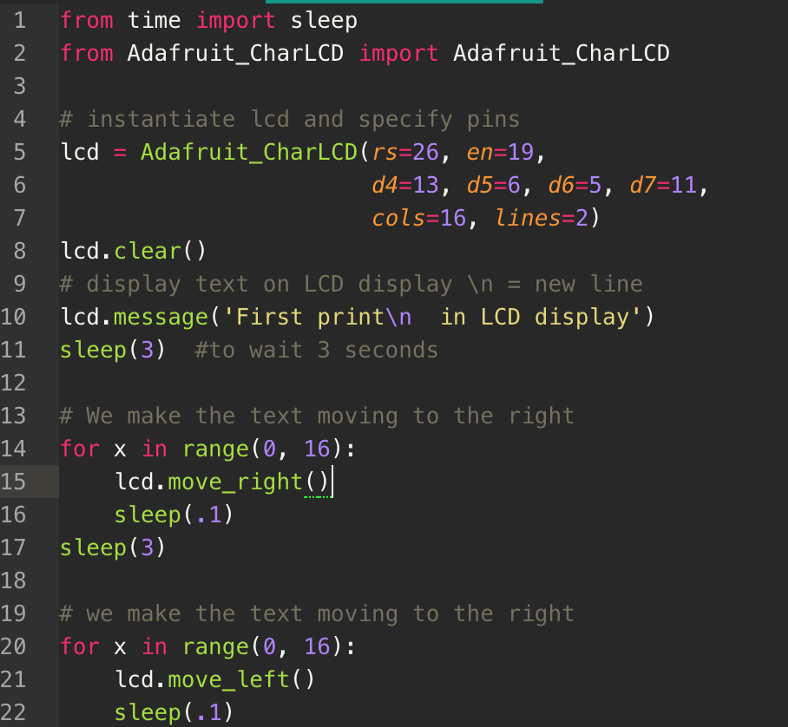 1 from time import sleep
2 from Adafruit_CharLCD import Adafruit_CharLCD
3
4 # instantiate lcd and specify pins
5 lcd = Adafruit_CharLCD(rs=26, en=19,
6                        d4=13, d5=6, d6=5, d7=11,
7                        cols=16, lines=2)
8 lcd.clear()
9 # display text on LCD display \n = new line
10 lcd.message('First print\n  in LCD display')
11 sleep(3)  #to wait 3 seconds
12
13 # We make the text moving to the right
14 for x in range(0, 16):
15     lcd.move_right()
16     sleep(.1)
17 sleep(3)
18
19 # we make the text moving to the right
20 for x in range(0, 16):
21     lcd.move_left()
22     sleep(.1)